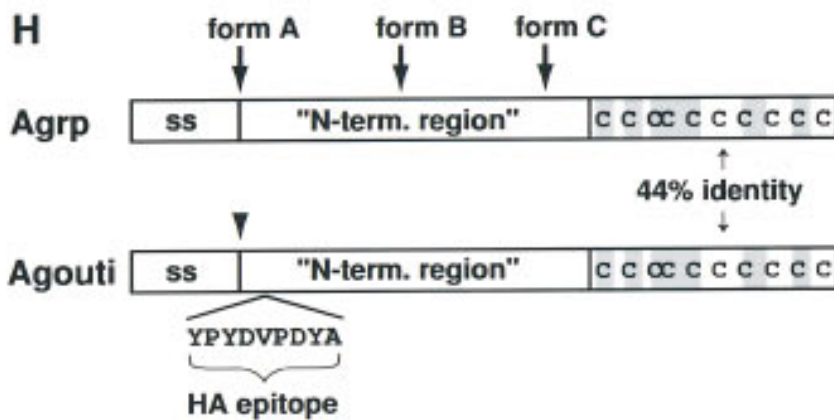 H
form A form B form C
Agrp ss "N-term. region" C C CC C C C C C C
44% identity
Agouti ss "N-term. region" C C CC C C C C C C
YPYDVPDYA
HA epitope